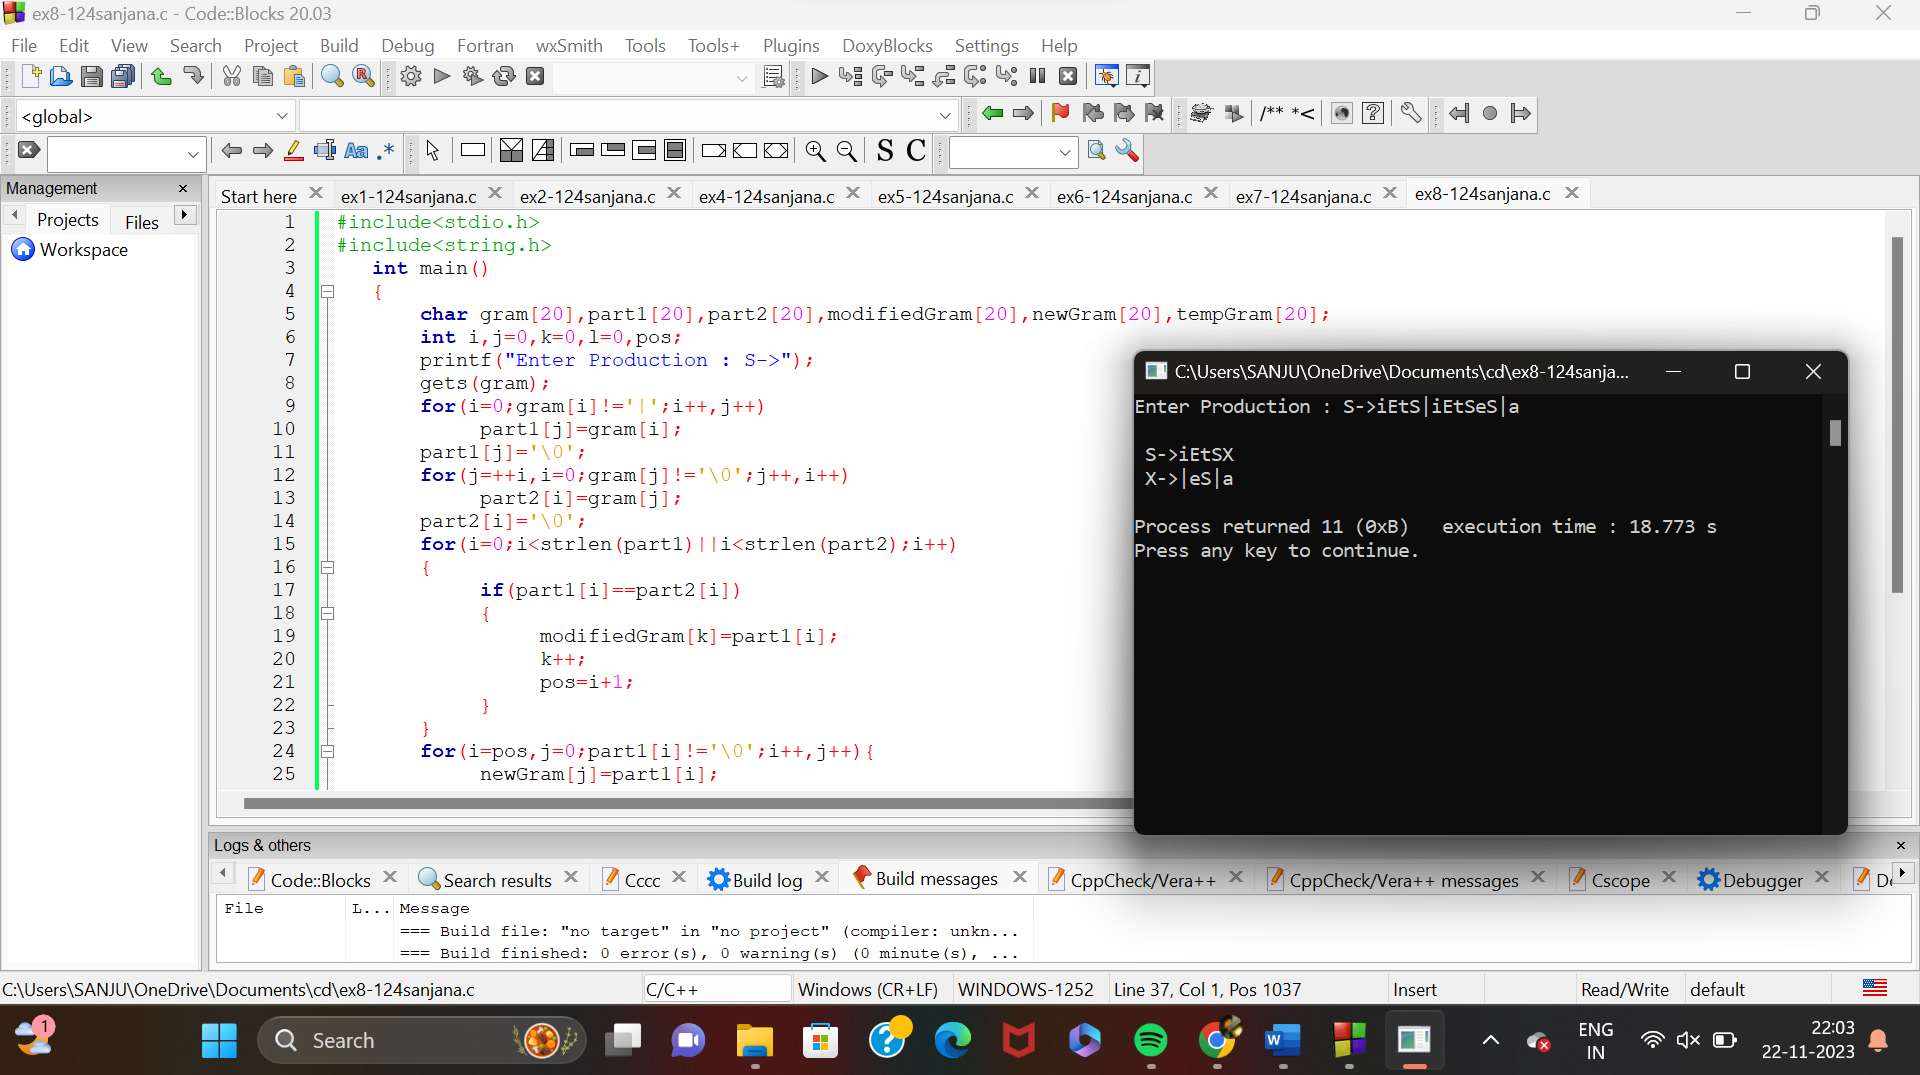 ex8-124sanjana.c - Code::Blocks 20.03
File Edit View Search Project Build Debug Fortran wxSmith Tools Tools+ Plugins DoxyBlocks Settings Help
<global>
/** *<
Aa .* S C
Management
Projects Files
Workspace
Start here ex1-124sanjana.c ex2-124sanjana.c ex4-124sanjana.c ex5-124sanjana.c ex6-124sanjana.c ex7-124sanjana.c ex8-124sanjana.c
1 #include<stdio.h>
2 #include<string.h>
3 int main()
4 {
5 char gram[20],part1[20],part2[20],modifiedGram[20],newGram[20],tempGram[20];
6 int i,j=0,k=0,l=0,pos;
7 printf("Enter Production : S->");
8 gets(gram);
9 for(i=0;gram[i]!='|';i++,j++)
10 part1[j]=gram[i];
11 part1[j]='\0';
12 for(j=++i,i=0;gram[j]!='\0';j++,i++)
13 part2[i]=gram[j];
14 part2[i]='\0';
15 for(i=0;i<strlen(part1)||i<strlen(part2);i++)
16 {
17 if(part1[i]==part2[i])
18 {
19 modifiedGram[k]=part1[i];
20 k++;
21 pos=i+1;
22 }
23 }
24 for(i=pos,j=0;part1[i]!='\0';i++,j++){
25 newGram[j]=part1[i];
C:\Users\SANJU\OneDrive\Documents\cd\ex8-124sanja...
Enter Production : S->iEtS|iEtSeS|a
S->iEtSX
X->|eS|a
Process returned 11 (0xB) execution time : 18.773 s
Press any key to continue.
Logs & others
Code::Blocks Search results Cccc Build log Build messages CppCheck/Vera++ CppCheck/Vera++ messages Cscope Debugger
File L... Message
=== Build file: "no target" in "no project" (compiler: unkn...
=== Build finished: 0 error(s), 0 warning(s) (0 minute(s), ...
C:\Users\SANJU\OneDrive\Documents\cd\ex8-124sanjana.c C/C++ Windows (CR+LF) WINDOWS-1252 Line 37, Col 1, Pos 1037 Insert Read/Write default
1
Search
ENG
IN
22:03
22-11-2023